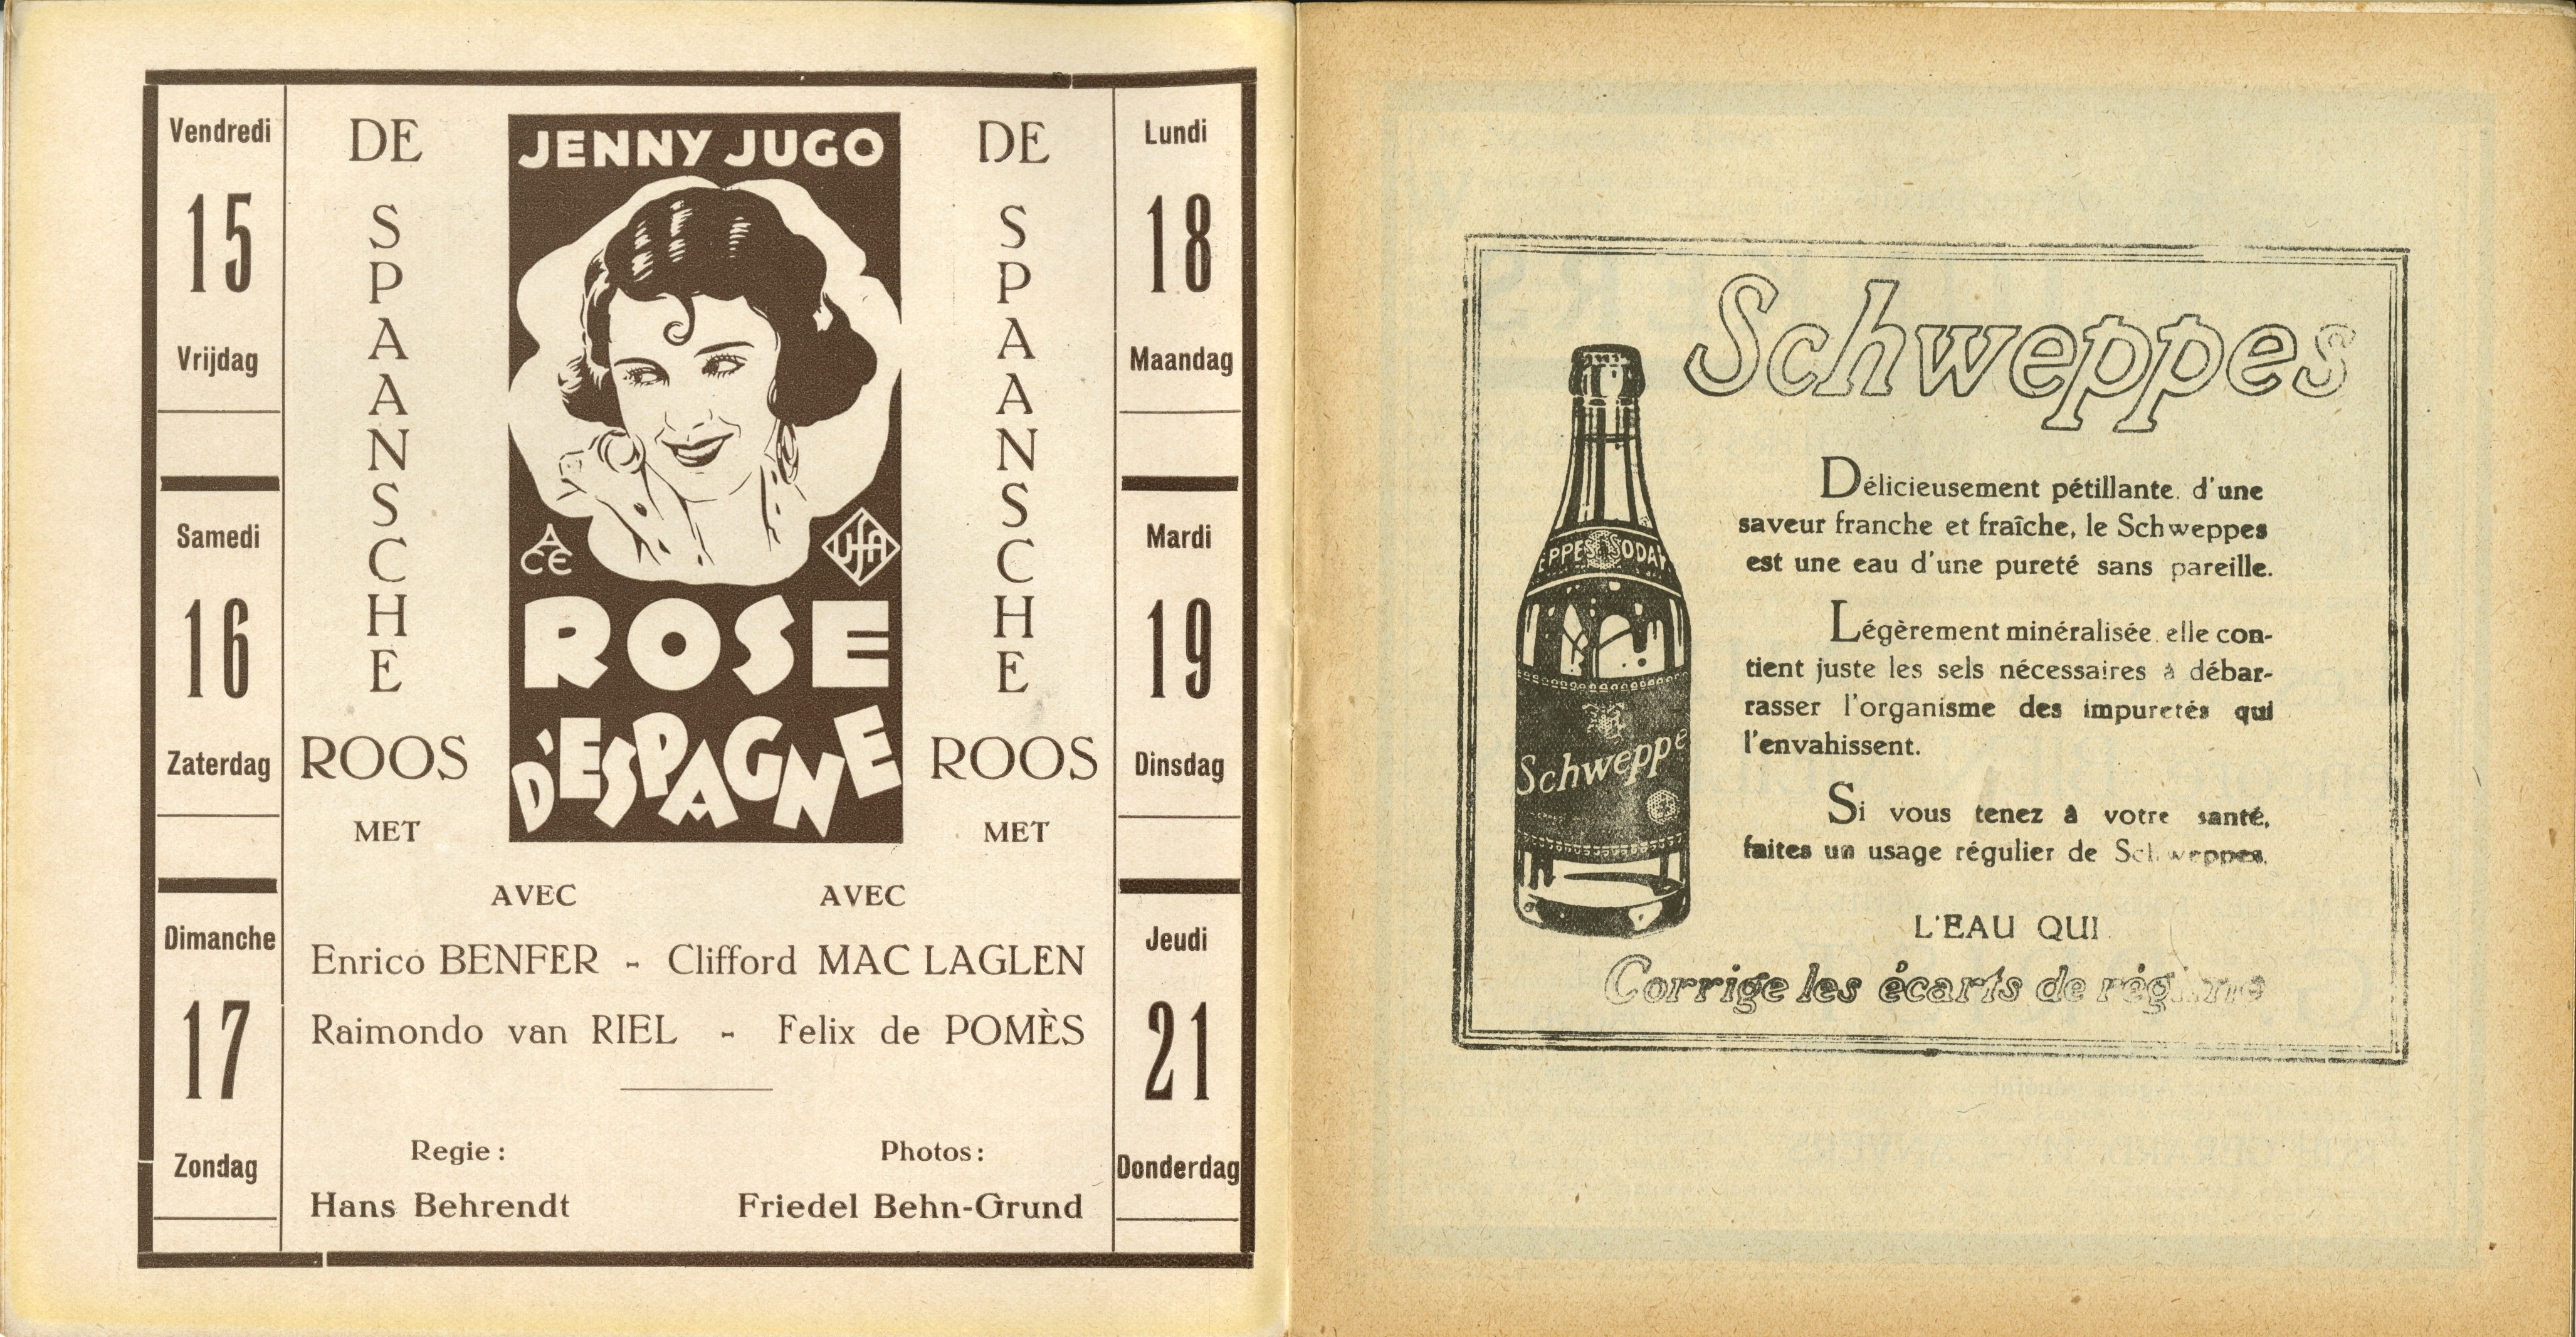 Vendredi
15
Vrijdag
Samedi
16
Zaterdag
Dimanche
17
Zondag
DE
SPAANSCHE
ROOS
MET
JENNY JUGO
ACE
UFA
ROSE
D'ESPAGNE
DE
SPAANSCHE
ROOS
MET
AVEC AVEC
Enrico BENFER - Clifford MAC LAGLEN
Raimondo van RIEL - Felix de POMÈS
Regie : Photos :
Hans Behrendt Friedel Behn-Grund
Lundi
18
Maandag
Mardi
19
Dinsdag
Jeudi
21
Donderdag
Schweppes
Délicieusement pétillante, d'une
saveur franche et fraîche, le Schweppes
est une eau d'une pureté sans pareille.
Légèrement minéralisée, elle con-
tient juste les sels nécessaires à débar-
rasser l'organisme des impuretés qui
l'envahissent.
Si vous tenez à votre santé,
faites un usage régulier de Schweppes.
L'EAU QUI
Corrige les écarts de régime
EPPES SODA
Schweppe